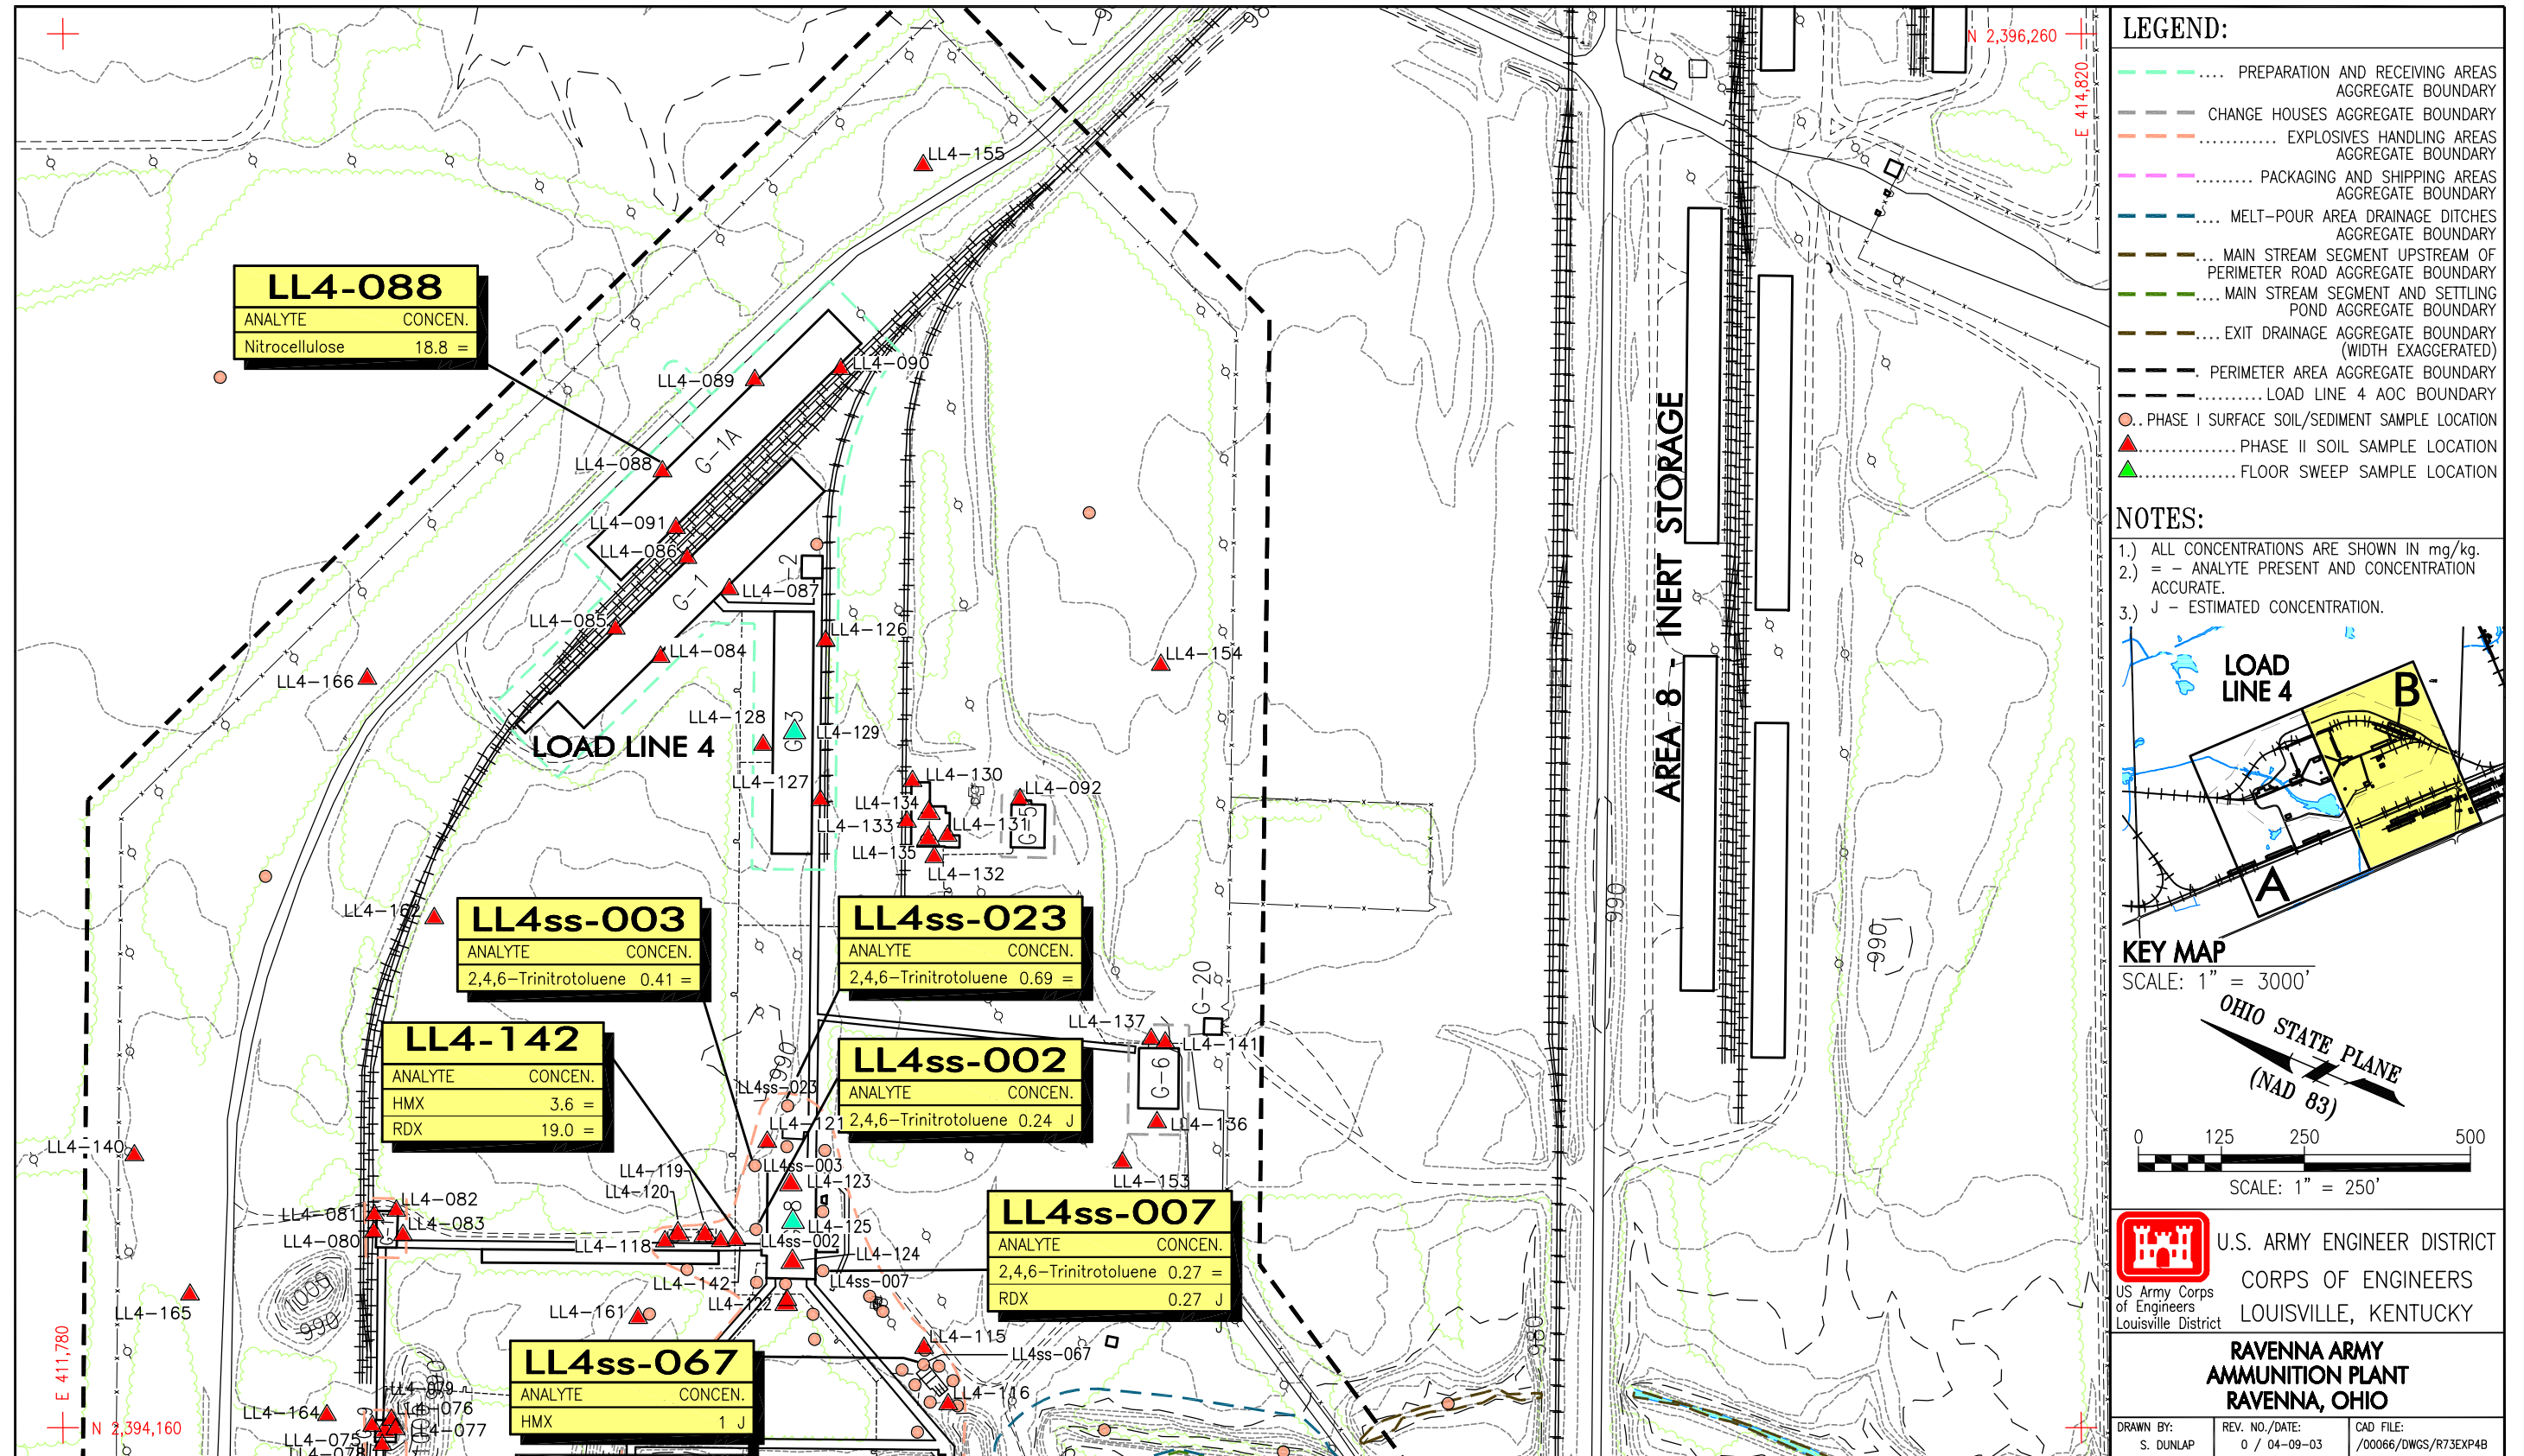 N 2,396,260
E 414,820
LL4-155
LL4-088
ANALYTE CONCEN.
Nitrocellulose 18.8 =
LL4-090
LL4-089
G-1A
LL4-088
LL4-091
LL4-086
G-1
LL4-087
LL4-085
LL4-084
LL4-126
LL4-154
LL4-166
LL4-128
LL4-129
LOAD LINE 4
LL4-127
LL4-130
LL4-092
LL4-134
LL4-133
LL4-131
LL4-135
LL4-132
AREA 8 - INERT STORAGE
990
990
LL4-162
LL4ss-003
ANALYTE CONCEN.
2,4,6-Trinitrotoluene 0.41 =
LL4ss-023
ANALYTE CONCEN.
2,4,6-Trinitrotoluene 0.69 =
G-20
LL4-137
LL4-141
G-6
LL4-136
LL4-153
LL4-142
ANALYTE CONCEN.
HMX 3.6 =
RDX 19.0 =
990
LL4ss-002
ANALYTE CONCEN.
2,4,6-Trinitrotoluene 0.24 J
LL4ss-023
LL4-121
LL4ss-003
LL4-123
LL4-140
LL4-119
LL4-120
LL4-125
LL4ss-002
LL4-124
LL4-082
LL4-081
LL4-083
LL4-080
LL4-118
LL4-142
LL4ss-007
LL4-122
LL4ss-007
ANALYTE CONCEN.
2,4,6-Trinitrotoluene 0.27 =
RDX 0.27 J
J
LL4-165
1000
990
LL4-161
980
LL4-115
LL4ss-067
LL4-116
LL4ss-067
ANALYTE CONCEN.
HMX 1 J
LL4-079
LL4-076
LL4-164
LL4-077
LL4-075
LL4-078
E 411,780
N 2,394,160
LEGEND:
.... PREPARATION AND RECEIVING AREAS
AGGREGATE BOUNDARY
CHANGE HOUSES AGGREGATE BOUNDARY
............ EXPLOSIVES HANDLING AREAS
AGGREGATE BOUNDARY
......... PACKAGING AND SHIPPING AREAS
AGGREGATE BOUNDARY
.... MELT-POUR AREA DRAINAGE DITCHES
AGGREGATE BOUNDARY
... MAIN STREAM SEGMENT UPSTREAM OF
PERIMETER ROAD AGGREGATE BOUNDARY
.... MAIN STREAM SEGMENT AND SETTLING
POND AGGREGATE BOUNDARY
.... EXIT DRAINAGE AGGREGATE BOUNDARY
(WIDTH EXAGGERATED)
. PERIMETER AREA AGGREGATE BOUNDARY
.......... LOAD LINE 4 AOC BOUNDARY
.. PHASE I SURFACE SOIL/SEDIMENT SAMPLE LOCATION
................ PHASE II SOIL SAMPLE LOCATION
................ FLOOR SWEEP SAMPLE LOCATION
NOTES:
1.) ALL CONCENTRATIONS ARE SHOWN IN mg/kg.
2.) = - ANALYTE PRESENT AND CONCENTRATION
ACCURATE.
3.) J - ESTIMATED CONCENTRATION.
LOAD
LINE 4
B
A
KEY MAP
SCALE: 1" = 3000'
OHIO STATE PLANE
(NAD 83)
0 125 250 500
SCALE: 1" = 250'
US Army Corps
of Engineers
Louisville District
U.S. ARMY ENGINEER DISTRICT
CORPS OF ENGINEERS
LOUISVILLE, KENTUCKY
RAVENNA ARMY
AMMUNITION PLANT
RAVENNA, OHIO
DRAWN BY: REV. NO./DATE: CAD FILE:
S. DUNLAP 0 / 04-09-03 /00066/DWGS/R73EXP4B